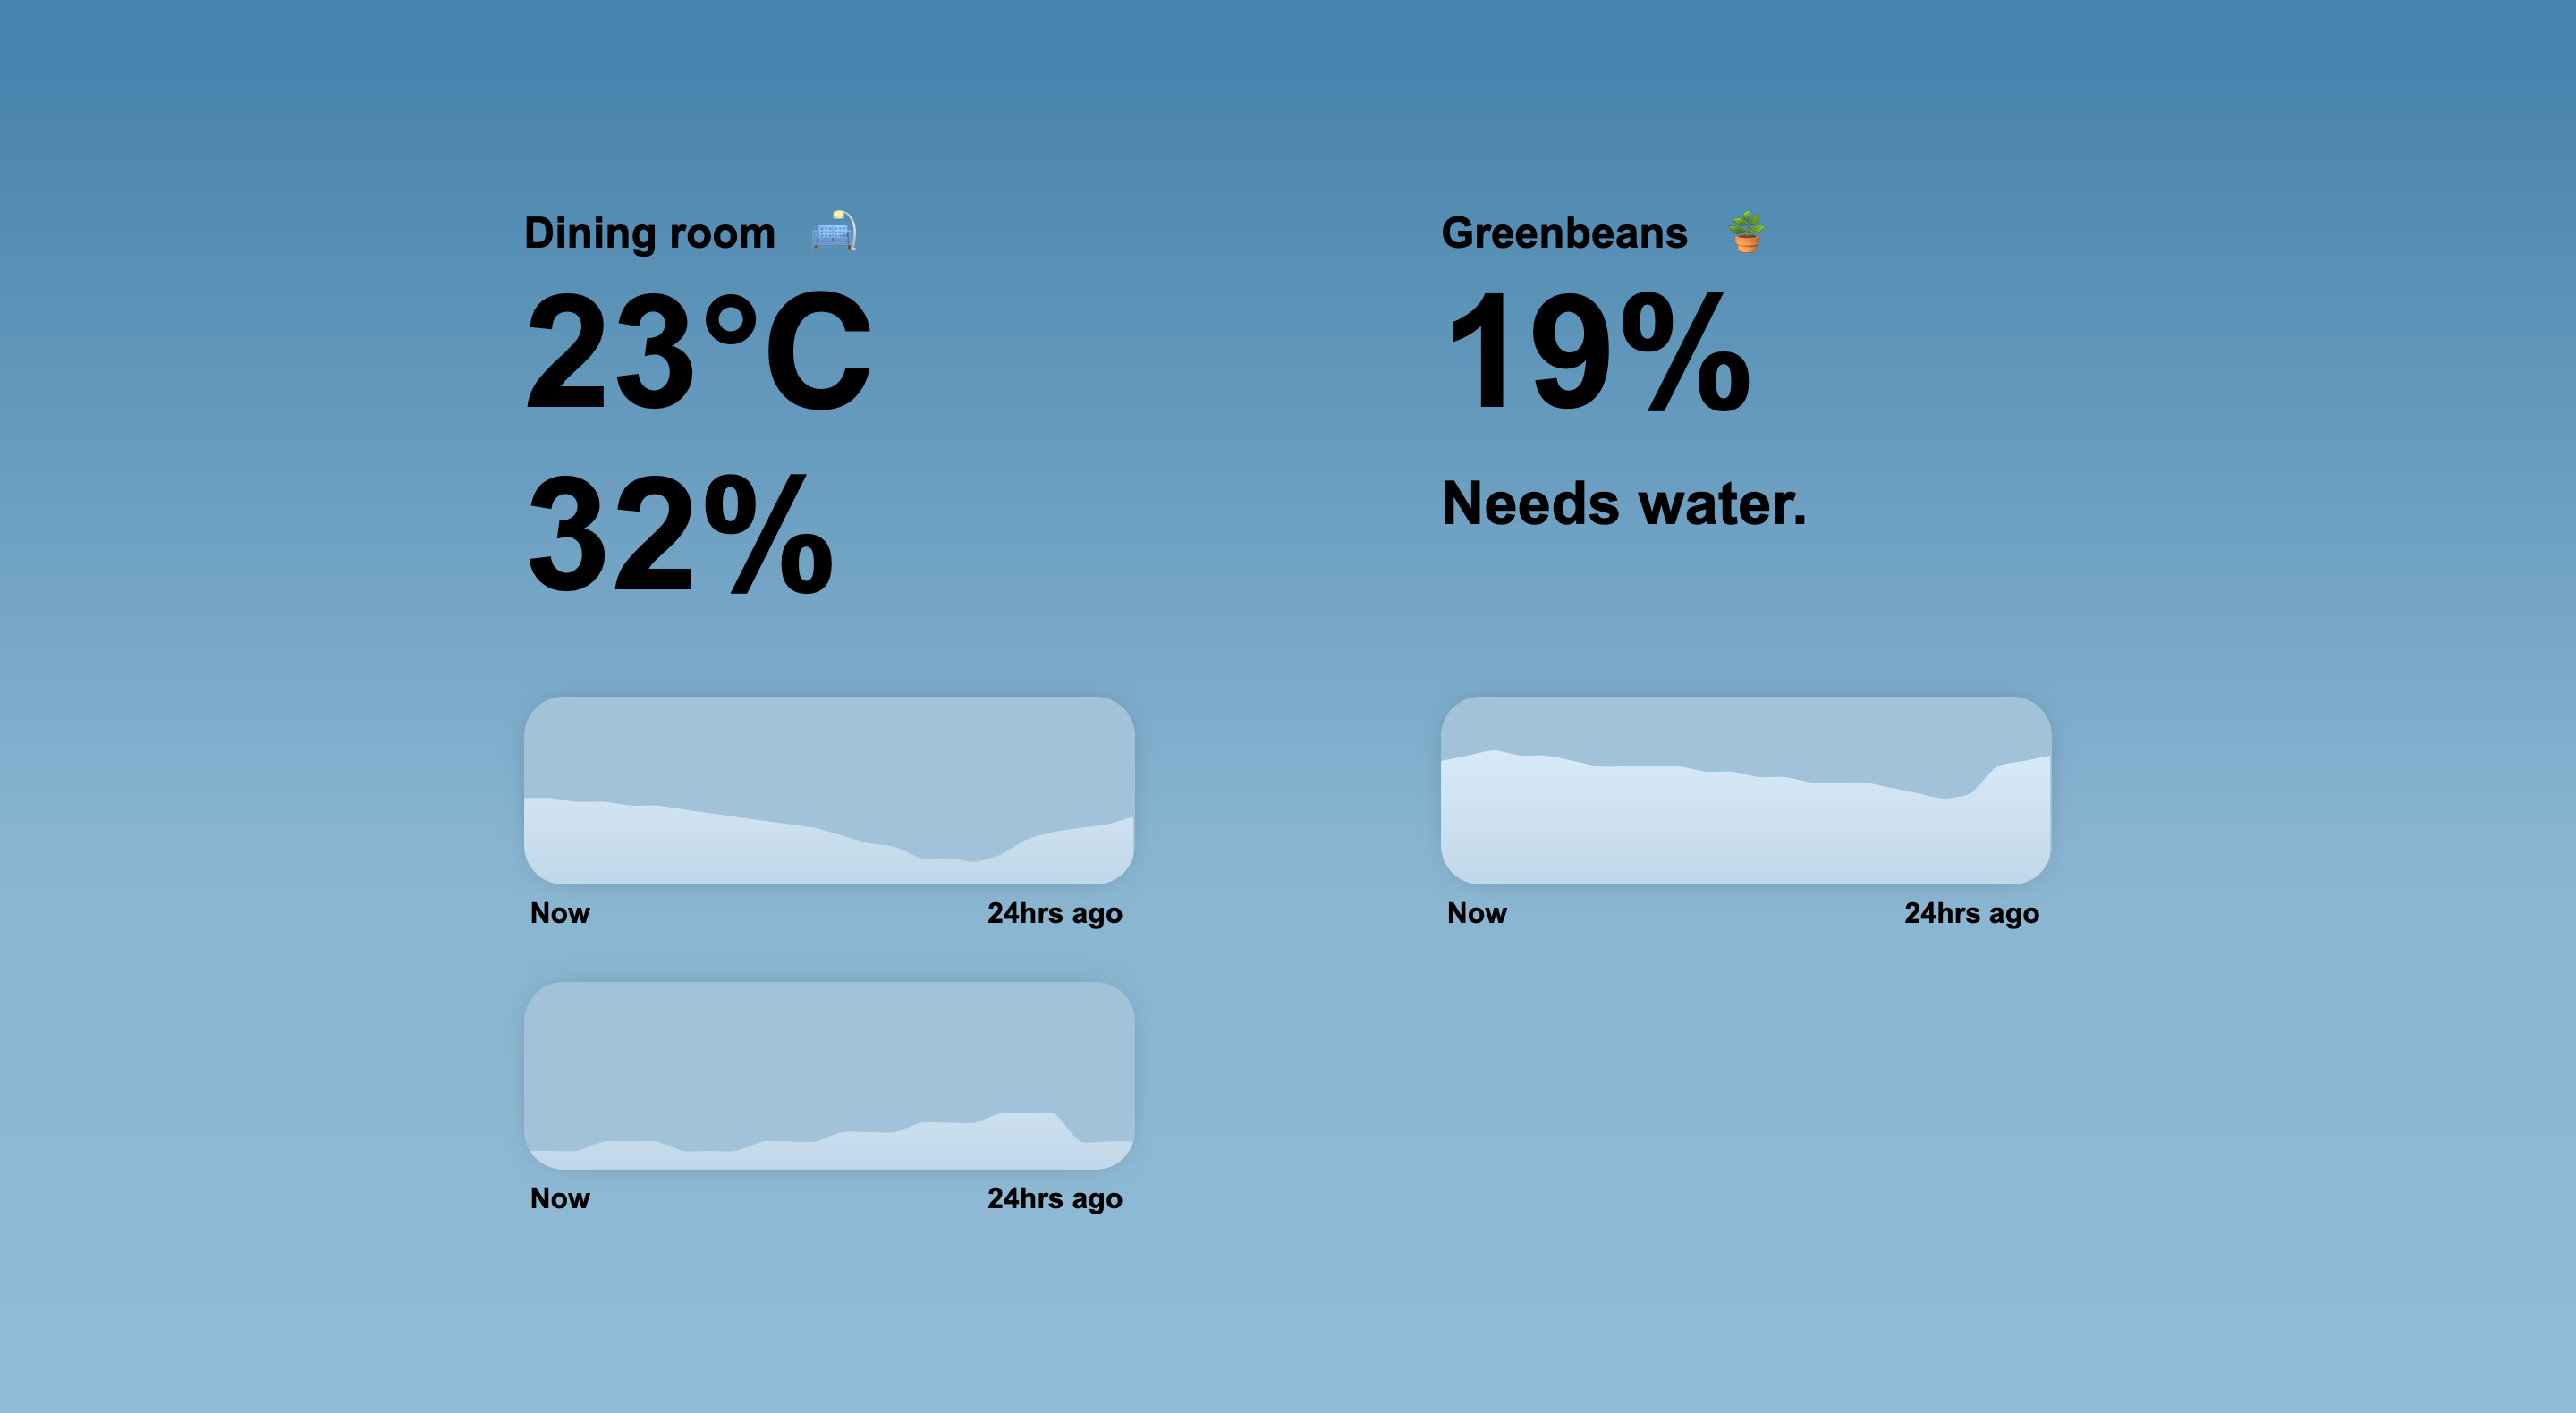 Dining room
23°C
32%
Now 24hrs ago
Now 24hrs ago
Greenbeans
19%
Needs water.
Now 24hrs ago